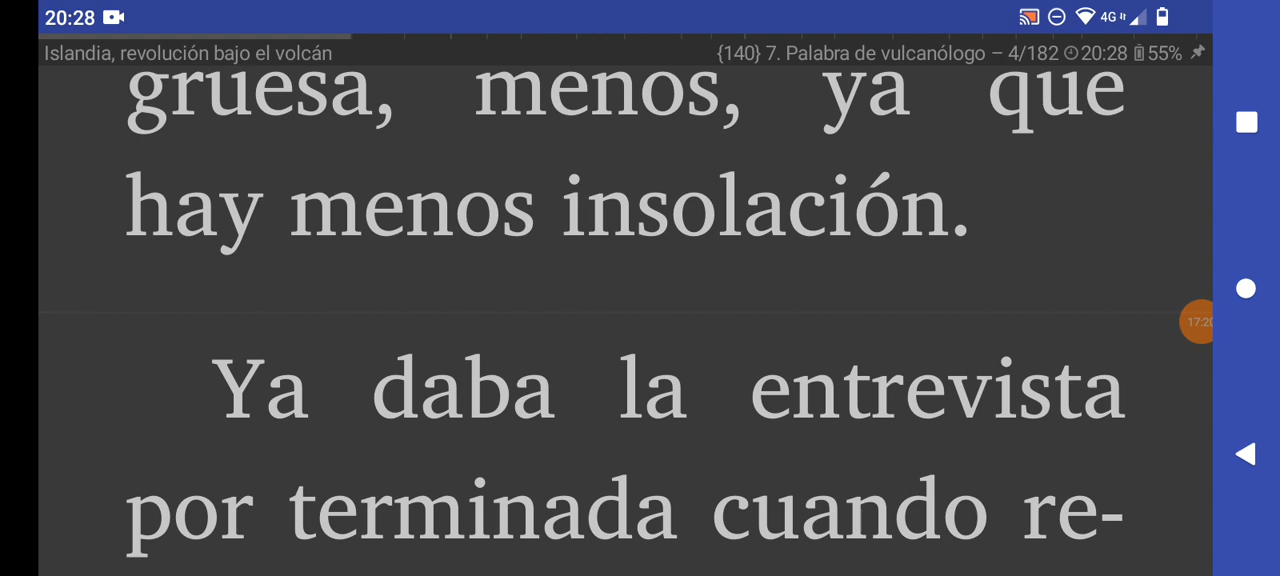 20:28 4G
Islandia, revolución bajo el volcán {140} 7. Palabra de vulcanólogo – 4/182 20:28 55%
gruesa, menos, ya que
hay menos insolación.
17:20
Ya daba la entrevista
por terminada cuando re-